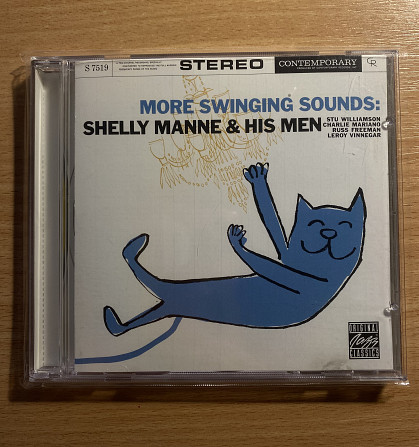 S 7519
STEREO
CONTEMPORARY
CR
MORE SWINGING SOUNDS:
SHELLY MANNE & HIS MEN
STU WILLIAMSON
CHARLIE MARIANO
RUSS FREEMAN
LEROY VINNEGAR
ORIGINAL
Jazz
CLASSICS